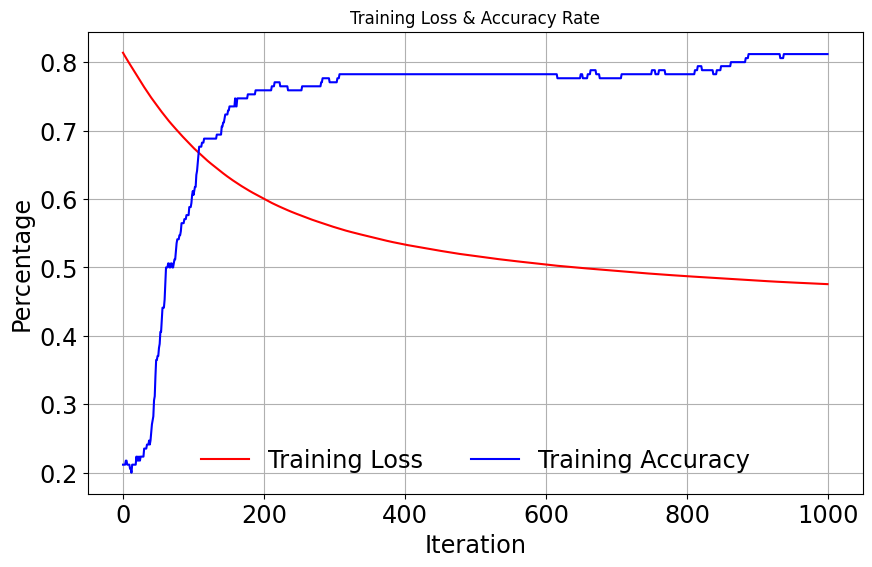 Training Loss & Accuracy Rate
Percentage
0.8
0.7
0.6
0.5
0.4
0.3
0.2
Training Loss Training Accuracy
0 200 400 600 800 1000
Iteration